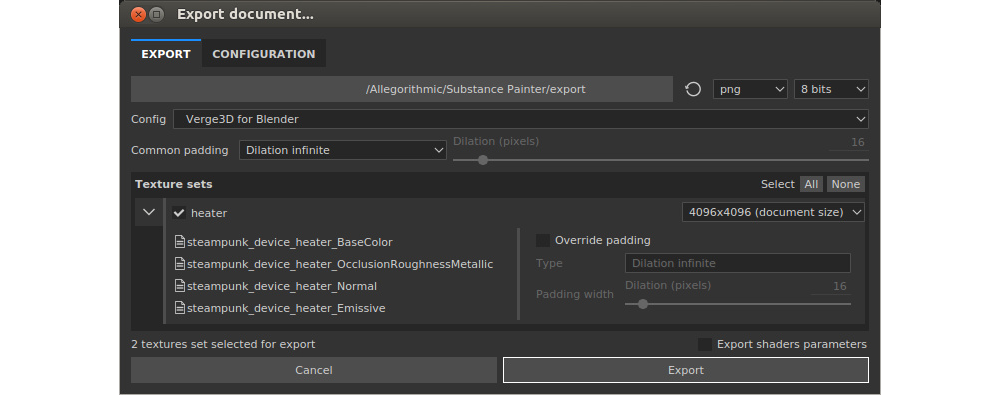 Export document...
EXPORT CONFIGURATION
/Allegorithmic/Substance Painter/export png 8 bits
Config Verge3D for Blender
Common padding Dilation infinite Dilation (pixels) 16
Texture sets Select All None
heater 4096x4096 (document size)
steampunk_device_heater_BaseColor
steampunk_device_heater_OcclusionRoughnessMetallic
steampunk_device_heater_Normal
steampunk_device_heater_Emissive
Override padding
Type Dilation infinite
Padding width Dilation (pixels) 16
2 textures set selected for export Export shaders parameters
Cancel Export